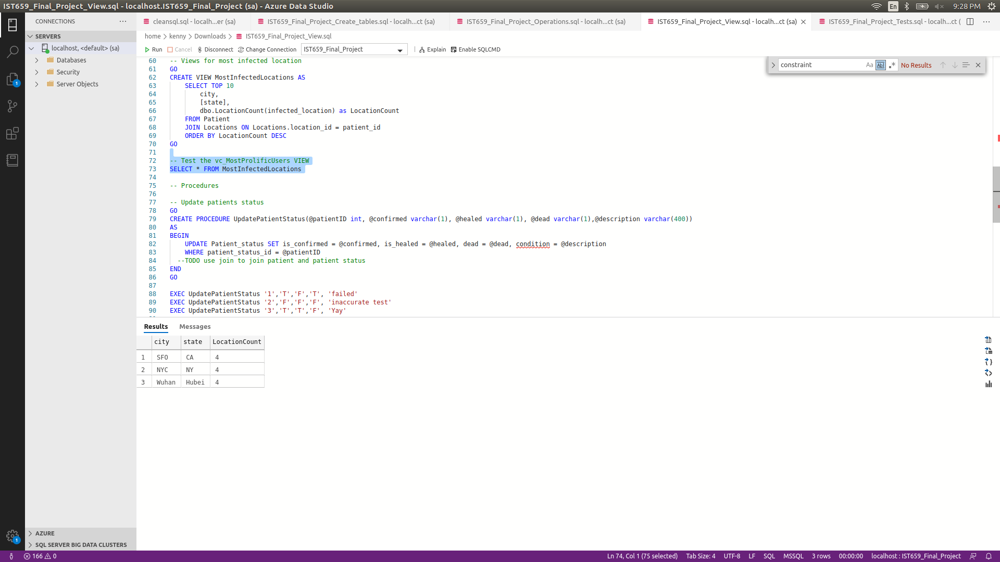 IST659_Final_Project_View.sql - localhost.IST659_Final_Project (sa) - Azure Data Studio
En
9:28 PM
CONNECTIONS
cleansql.sql - localh...er (sa)
IST659_Final_Project_Create_tables.sql - localh...ct (sa)
IST659_Final_Project_Operations.sql - localh...ct (sa)
IST659_Final_Project_View.sql - localh...ct (sa)
IST659_Final_Project_Tests.sql - localh...ct (
SERVERS
localhost, <default> (sa)
Databases
Security
Server Objects
home > kenny > Downloads > IST659_Final_Project_View.sql
Run Cancel Disconnect Change Connection IST659_Final_Project Explain Enable SQLCMD
constraint Aa Abl .* No Results
60 -- Views for most infected location
61 GO
62 CREATE VIEW MostInfectedLocations AS
63 SELECT TOP 10
64 city,
65 [state],
66 dbo.LocationCount(infected_location) as LocationCount
67 FROM Patient
68 JOIN Locations ON Locations.location_id = patient_id
69 ORDER BY LocationCount DESC
70 GO
71
72 -- Test the vc_MostProlificUsers VIEW
73 SELECT * FROM MostInfectedLocations
74
75 -- Procedures
76
77 -- Update patients status
78 GO
79 CREATE PROCEDURE UpdatePatientStatus(@patientID int, @confirmed varchar(1), @healed varchar(1), @dead varchar(1),@description varchar(400))
80 AS
81 BEGIN
82 UPDATE Patient_status SET is_confirmed = @confirmed, is_healed = @healed, dead = @dead, condition = @description
83 WHERE patient_status_id = @patientID
84 --TODO use join to join patient and patient status
85 END
86 GO
87
88 EXEC UpdatePatientStatus '1','T','F','T', 'failed'
89 EXEC UpdatePatientStatus '2','F','F','F', 'inaccurate test'
90 EXEC UpdatePatientStatus '3','T','T','F', 'Yay'
Results Messages
city state LocationCount
1 SFO CA 4
2 NYC NY 4
3 Wuhan Hubei 4
1
1
AZURE
SQL SERVER BIG DATA CLUSTERS
166 0
Ln 74, Col 1 (75 selected) Tab Size: 4 UTF-8 LF SQL MSSQL 3 rows 00:00:00 localhost : IST659_Final_Project